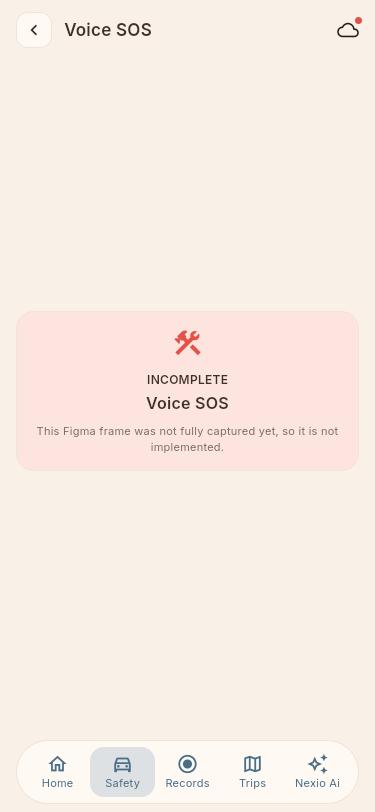 Voice SOS
INCOMPLETE
Voice SOS
This Figma frame was not fully captured yet, so it is not
implemented.
Home
Safety
Records
Trips
Nexio Ai